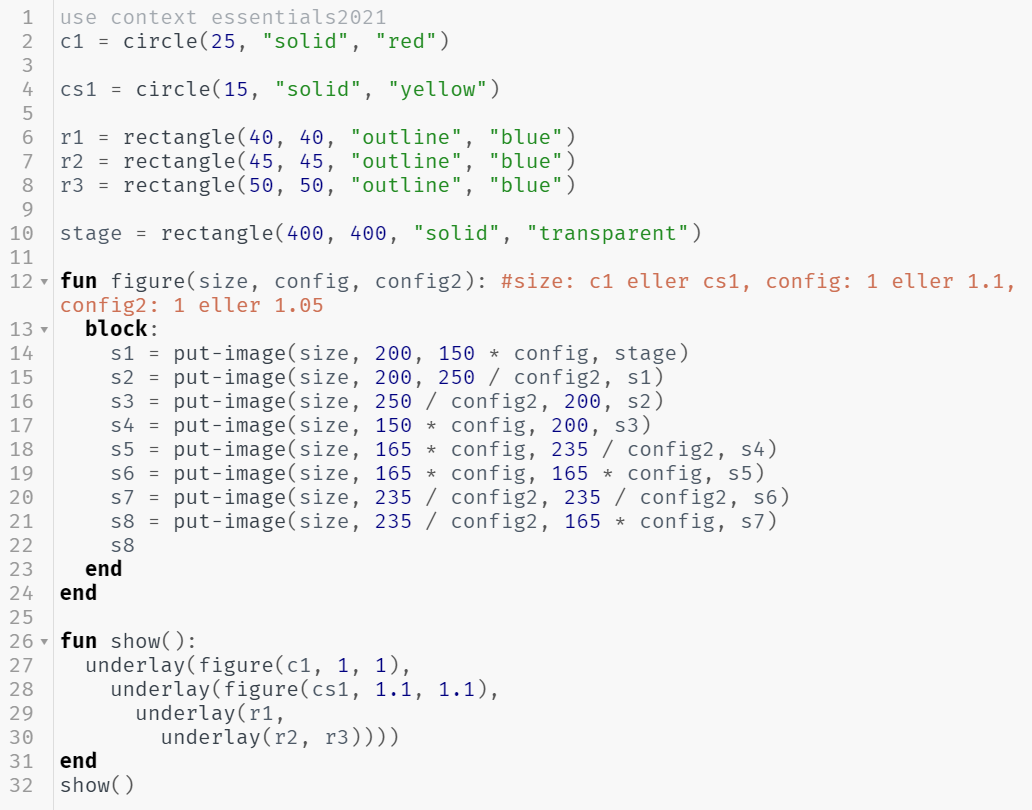 1 use context essentials2021
2 c1 = circle(25, "solid", "red")
3
4 cs1 = circle(15, "solid", "yellow")
5
6 r1 = rectangle(40, 40, "outline", "blue")
7 r2 = rectangle(45, 45, "outline", "blue")
8 r3 = rectangle(50, 50, "outline", "blue")
9
10 stage = rectangle(400, 400, "solid", "transparent")
11
12 fun figure(size, config, config2): #size: c1 eller cs1, config: 1 eller 1.1,
config2: 1 eller 1.05
13   block:
14     s1 = put-image(size, 200, 150 * config, stage)
15     s2 = put-image(size, 200, 250 / config2, s1)
16     s3 = put-image(size, 250 / config2, 200, s2)
17     s4 = put-image(size, 150 * config, 200, s3)
18     s5 = put-image(size, 165 * config, 235 / config2, s4)
19     s6 = put-image(size, 165 * config, 165 * config, s5)
20     s7 = put-image(size, 235 / config2, 235 / config2, s6)
21     s8 = put-image(size, 235 / config2, 165 * config, s7)
22     s8
23   end
24 end
25
26 fun show():
27   underlay(figure(c1, 1, 1),
28     underlay(figure(cs1, 1.1, 1.1),
29       underlay(r1,
30         underlay(r2, r3))))
31 end
32 show()